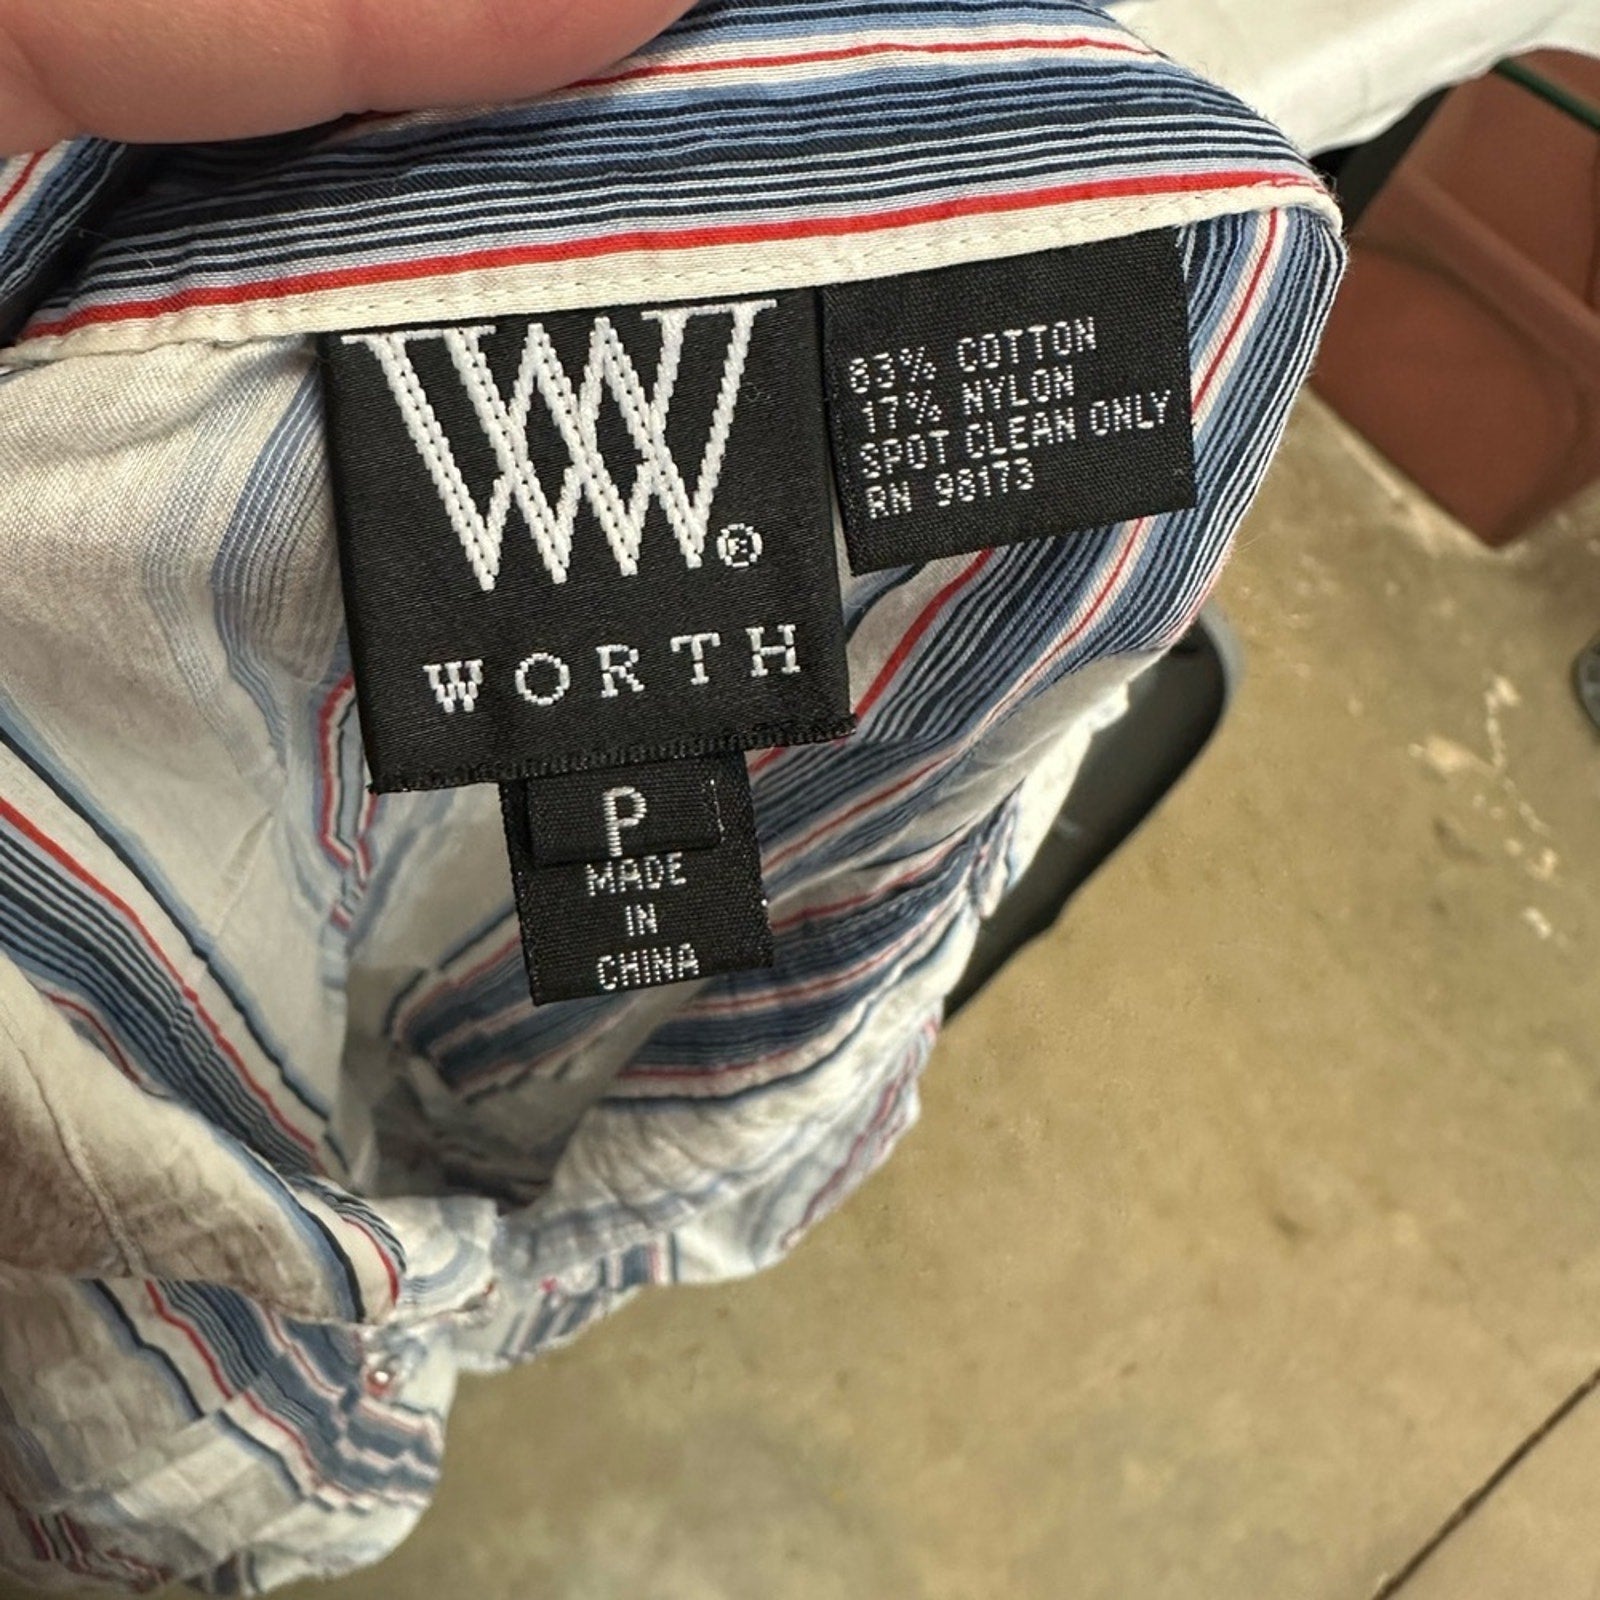 W
®
WORTH
83% COTTON
17% NYLON
SPOT CLEAN ONLY
RN 98173
P
MADE
IN
CHINA